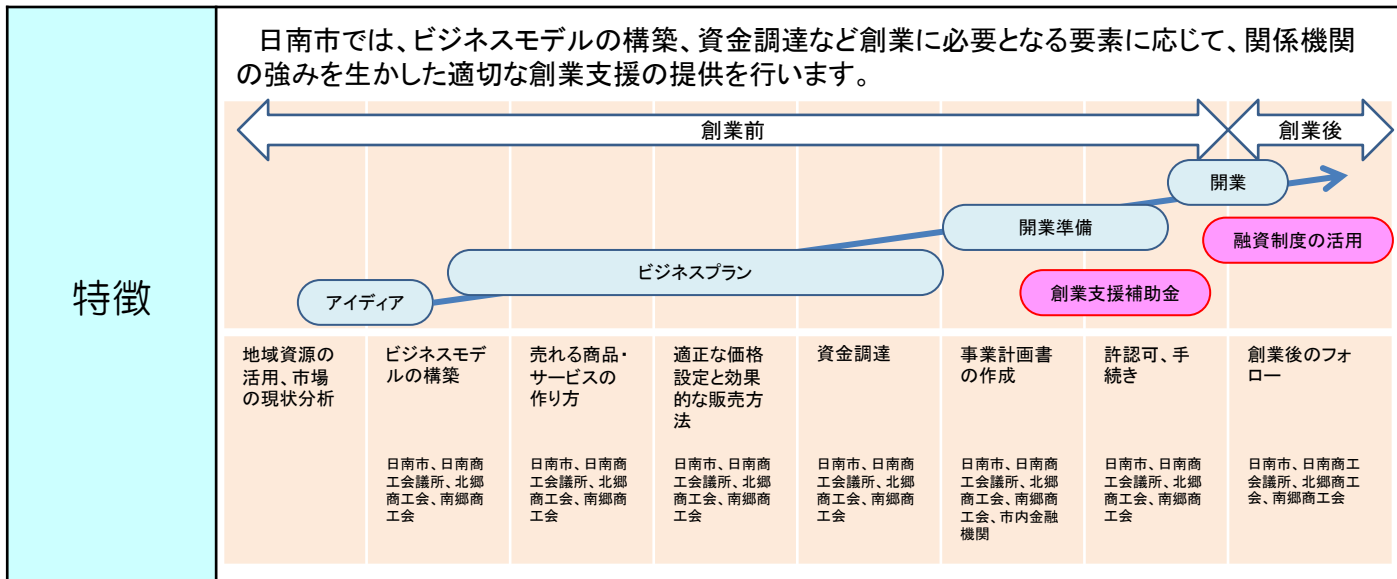 特徴
日南市では、ビジネスモデルの構築、資金調達など創業に必要となる要素に応じて、関係機関
の強みを生かした適切な創業支援の提供を行います。
創業前
創業後
開業
開業準備
融資制度の活用
ビジネスプラン
創業支援補助金
アイディア
地域資源の
活用、市場
の現状分析
ビジネスモデ
ルの構築
売れる商品・
サービスの
作り方
適正な価格
設定と効果
的な販売方
法
資金調達
事業計画書
の作成
許認可、手
続き
創業後のフォ
ロー
日南市、日南商
工会議所、北郷
商工会、南郷商
工会
日南市、日南商
工会議所、北郷
商工会、南郷商
工会
日南市、日南商
工会議所、北郷
商工会、南郷商
工会
日南市、日南商
工会議所、北郷
商工会、南郷商
工会
日南市、日南商
工会議所、北郷
商工会、南郷商
工会、市内金融
機関
日南市、日南商
工会議所、北郷
商工会、南郷商
工会
日南市、日南商工
会議所、北郷商工
会、南郷商工会